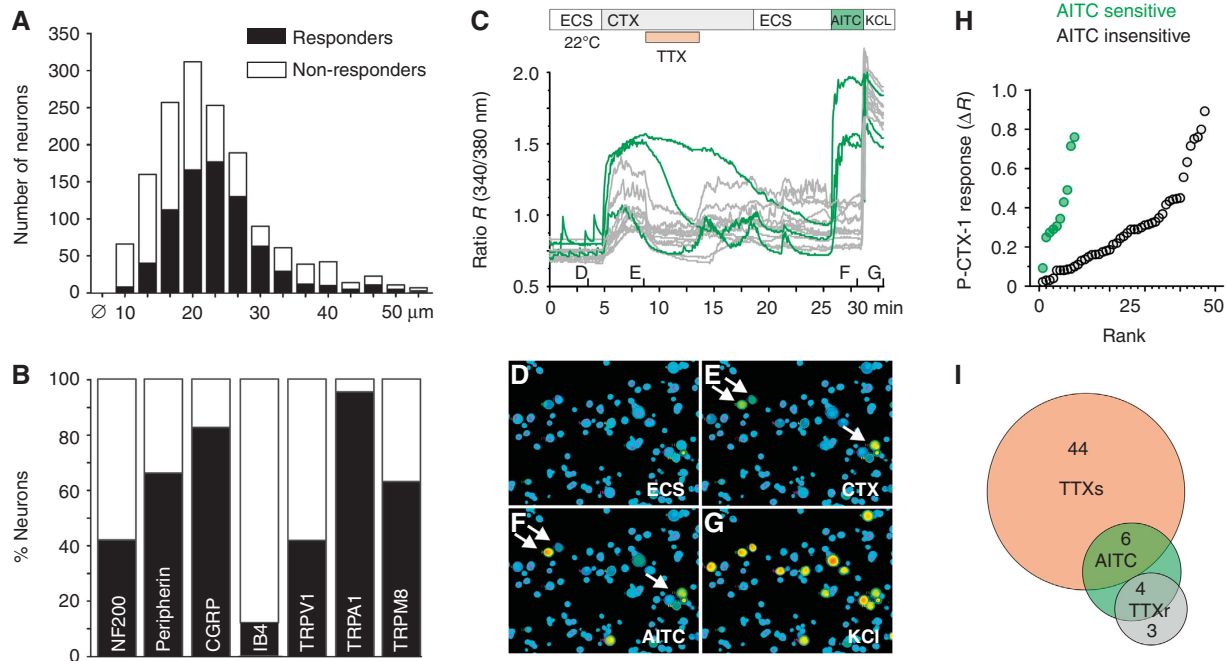 A
Responders
Non-responders
Number of neurons
350
300
250
200
150
100
50
0
∅ 10 20 30 40 50 μm
B
% Neurons
100
80
60
40
20
0
NF200
Peripherin
CGRP
IB4
TRPV1
TRPA1
TRPM8
C
ECS CTX ECS AITC KCL
22°C
TTX
Ratio R (340/380 nm)
2.0
1.5
1.0
0.5
D E F G
0 5 10 15 20 25 30 min
D
ECS
E
CTX
F
AITC
G
KCl
H
AITC sensitive
AITC insensitive
P-CTX-1 response (ΔR)
1.0
0.8
0.6
0.4
0.2
0
0 25 50
Rank
I
44
TTXs
6
AITC
4
TTXr
3